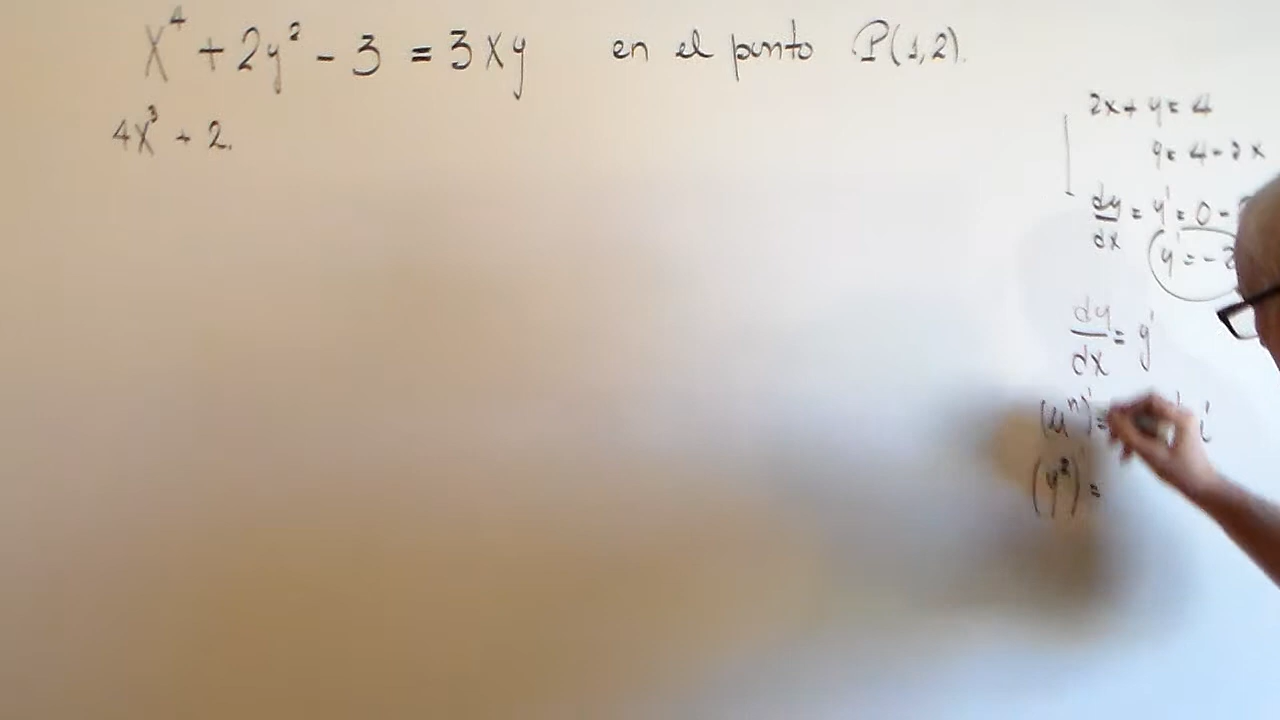 x⁴ + 2y² - 3 = 3xy en el punto P(1,2).
4x³ + 2.
2x + y = 4
y = 4 - 2x
dy/dx = y' = 0 -
y' = -2
dy/dx = y'
(uⁿ)' =
(y²)' =